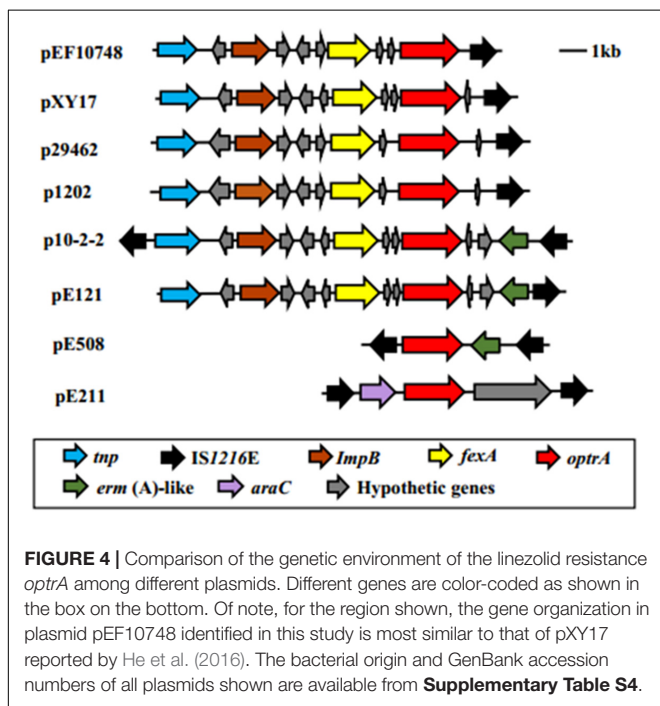 pEF10748
1kb
pXY17
p29462
p1202
p10-2-2
pE121
pE508
pE211
tnp IS1216E ImpB fexA optrA
erm (A)-like araC Hypothetic genes
FIGURE 4 | Comparison of the genetic environment of the linezolid resistance
optrA among different plasmids. Different genes are color-coded as shown in
the box on the bottom. Of note, for the region shown, the gene organization in
plasmid pEF10748 identified in this study is most similar to that of pXY17
reported by He et al. (2016). The bacterial origin and GenBank accession
numbers of all plasmids shown are available from Supplementary Table S4.